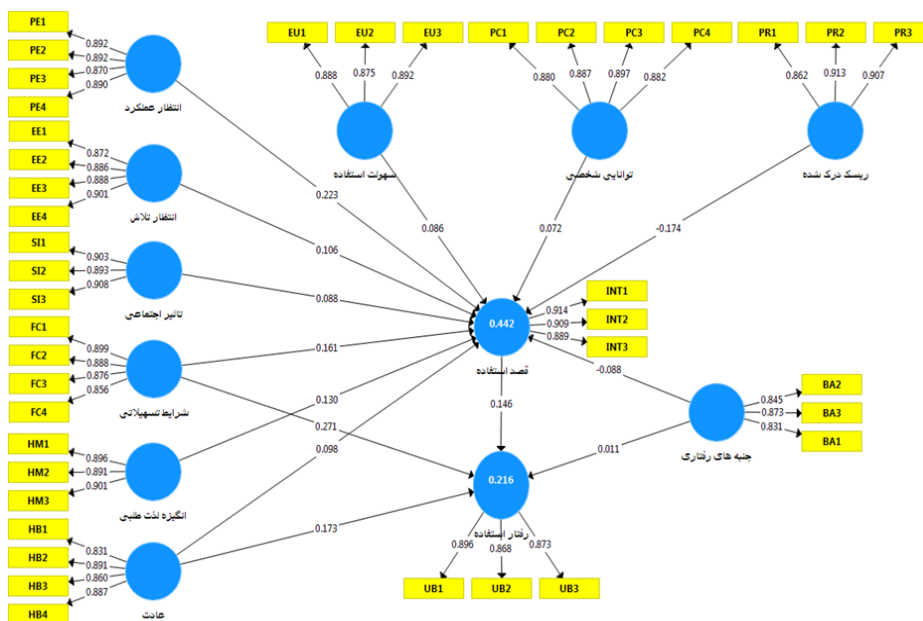 PE1
PE2
PE3
PE4
0.892
0.892
0.870
0.890
انتظار عملکرد
EE1
EE2
EE3
EE4
0.872
0.886
0.888
0.901
انتظار تلاش
SI1
SI2
SI3
0.903
0.893
0.908
تاثیر اجتماعی
FC1
FC2
FC3
FC4
0.899
0.888
0.876
0.856
شرایط تسهیلاتی
HM1
HM2
HM3
0.896
0.891
0.901
انگیزه لذت طلبی
HB1
HB2
HB3
HB4
0.831
0.891
0.860
0.887
عادت
EU1
EU2
EU3
0.888
0.875
0.892
سهولت استفاده
PC1
PC2
PC3
PC4
0.880
0.887
0.897
0.882
توانایی شخصی
PR1
PR2
PR3
0.862
0.913
0.907
ریسک درک شده
0.223
0.106
0.088
0.161
0.130
0.098
0.271
0.173
0.086
0.072
-0.174
-0.088
0.146
0.011
0.442
قصد استفاده
INT1
INT2
INT3
0.914
0.909
0.889
BA2
BA3
BA1
0.845
0.873
0.831
جنبه های رفتاری
0.216
رفتار استفاده
0.896
0.868
0.873
UB1
UB2
UB3